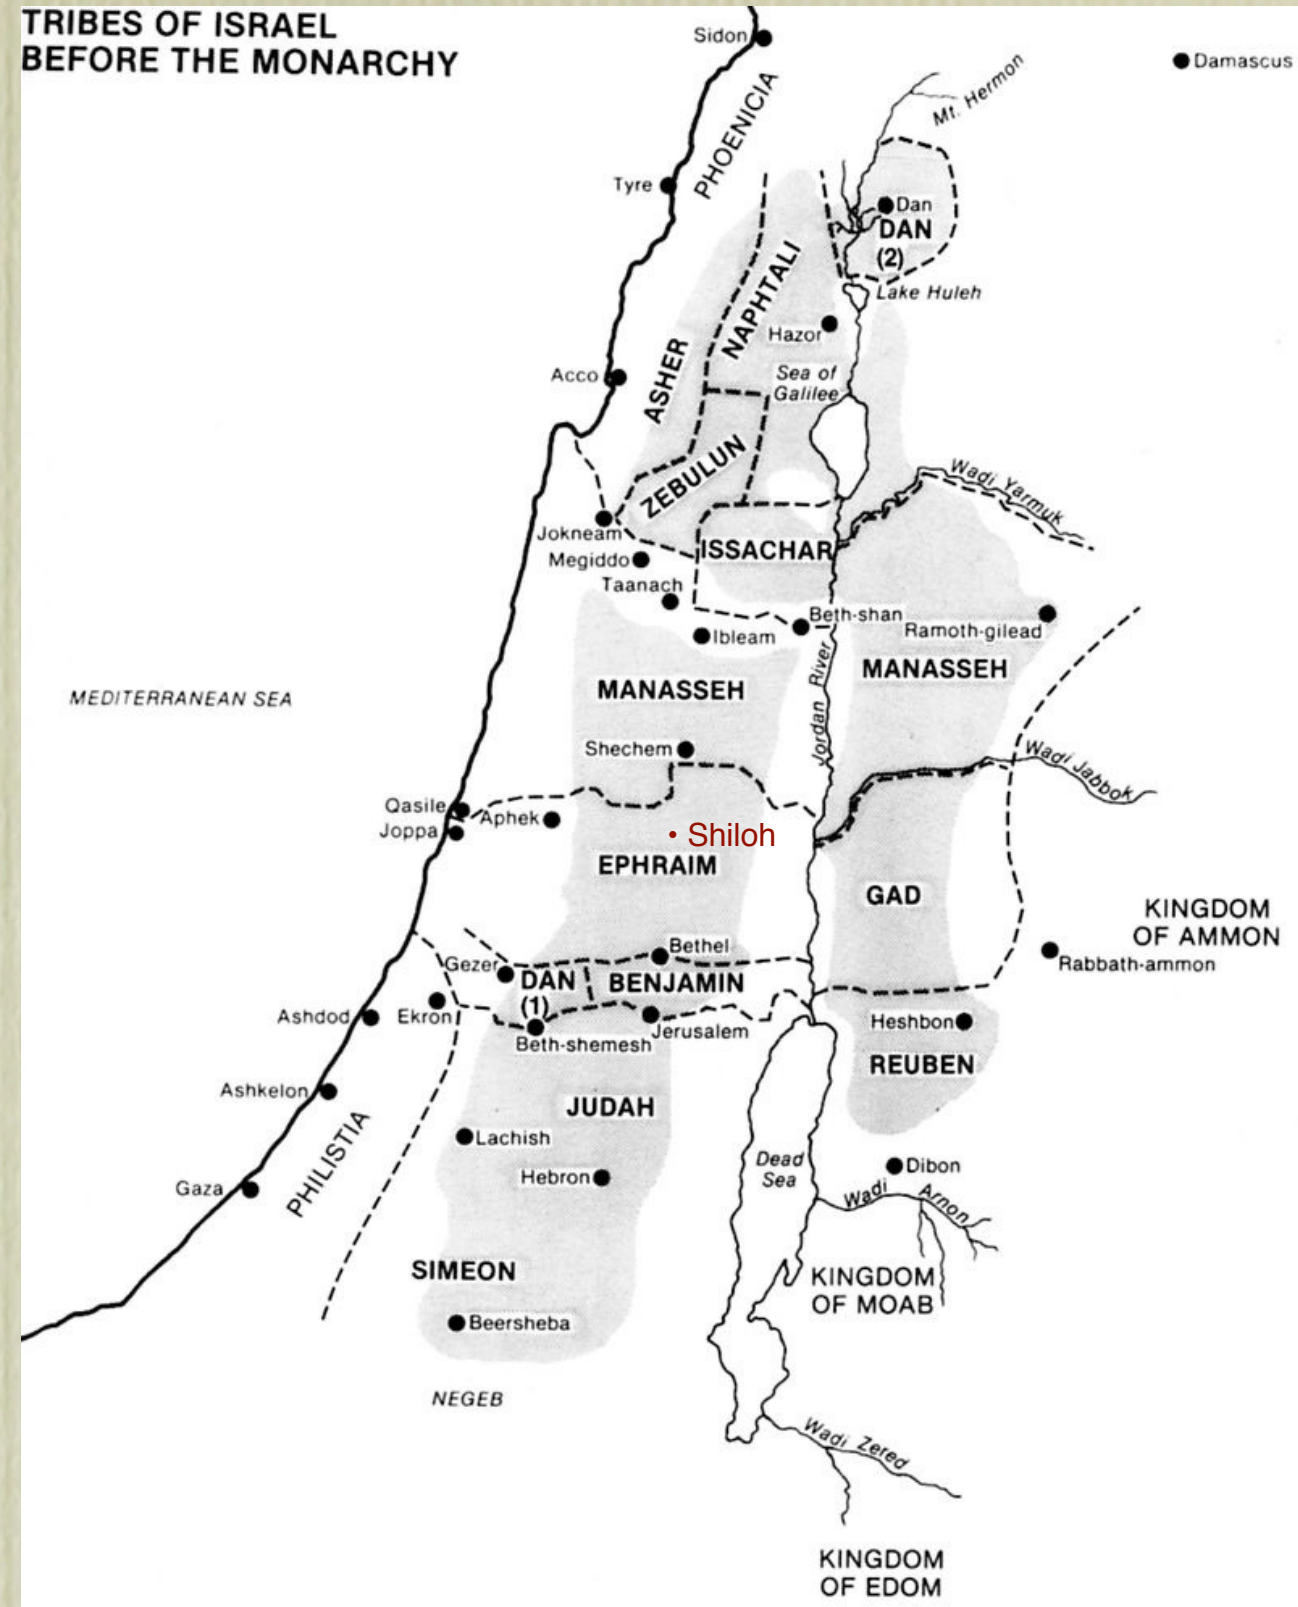 TRIBES OF ISRAEL
BEFORE THE MONARCHY
Sidon
Damascus
Mt. Hermon
PHOENICIA
Tyre
Dan
DAN
(2)
NAPHTALI
Lake Huleh
Hazor
ASHER
Acco
Sea of
Galilee
ZEBULUN
Wadi Yarmuk
Jokneam
ISSACHAR
Megiddo
Taanach
Beth-shan
Ramoth-gilead
Ibleam
MANASSEH
MANASSEH
MEDITERRANEAN SEA
Jordan River
Shechem
Wadi Jabbok
Qasile
Joppa
Aphek
• Shiloh
EPHRAIM
GAD
KINGDOM
OF AMMON
Bethel
Rabbath-ammon
Gezer
DAN
(1)
BENJAMIN
Ashdod
Ekron
Heshbon
Jerusalem
Beth-shemesh
REUBEN
Ashkelon
JUDAH
PHILISTIA
Lachish
Dead
Sea
Dibon
Hebron
Gaza
Wadi Arnon
SIMEON
KINGDOM
OF MOAB
Beersheba
NEGEB
Wadi Zered
KINGDOM
OF EDOM